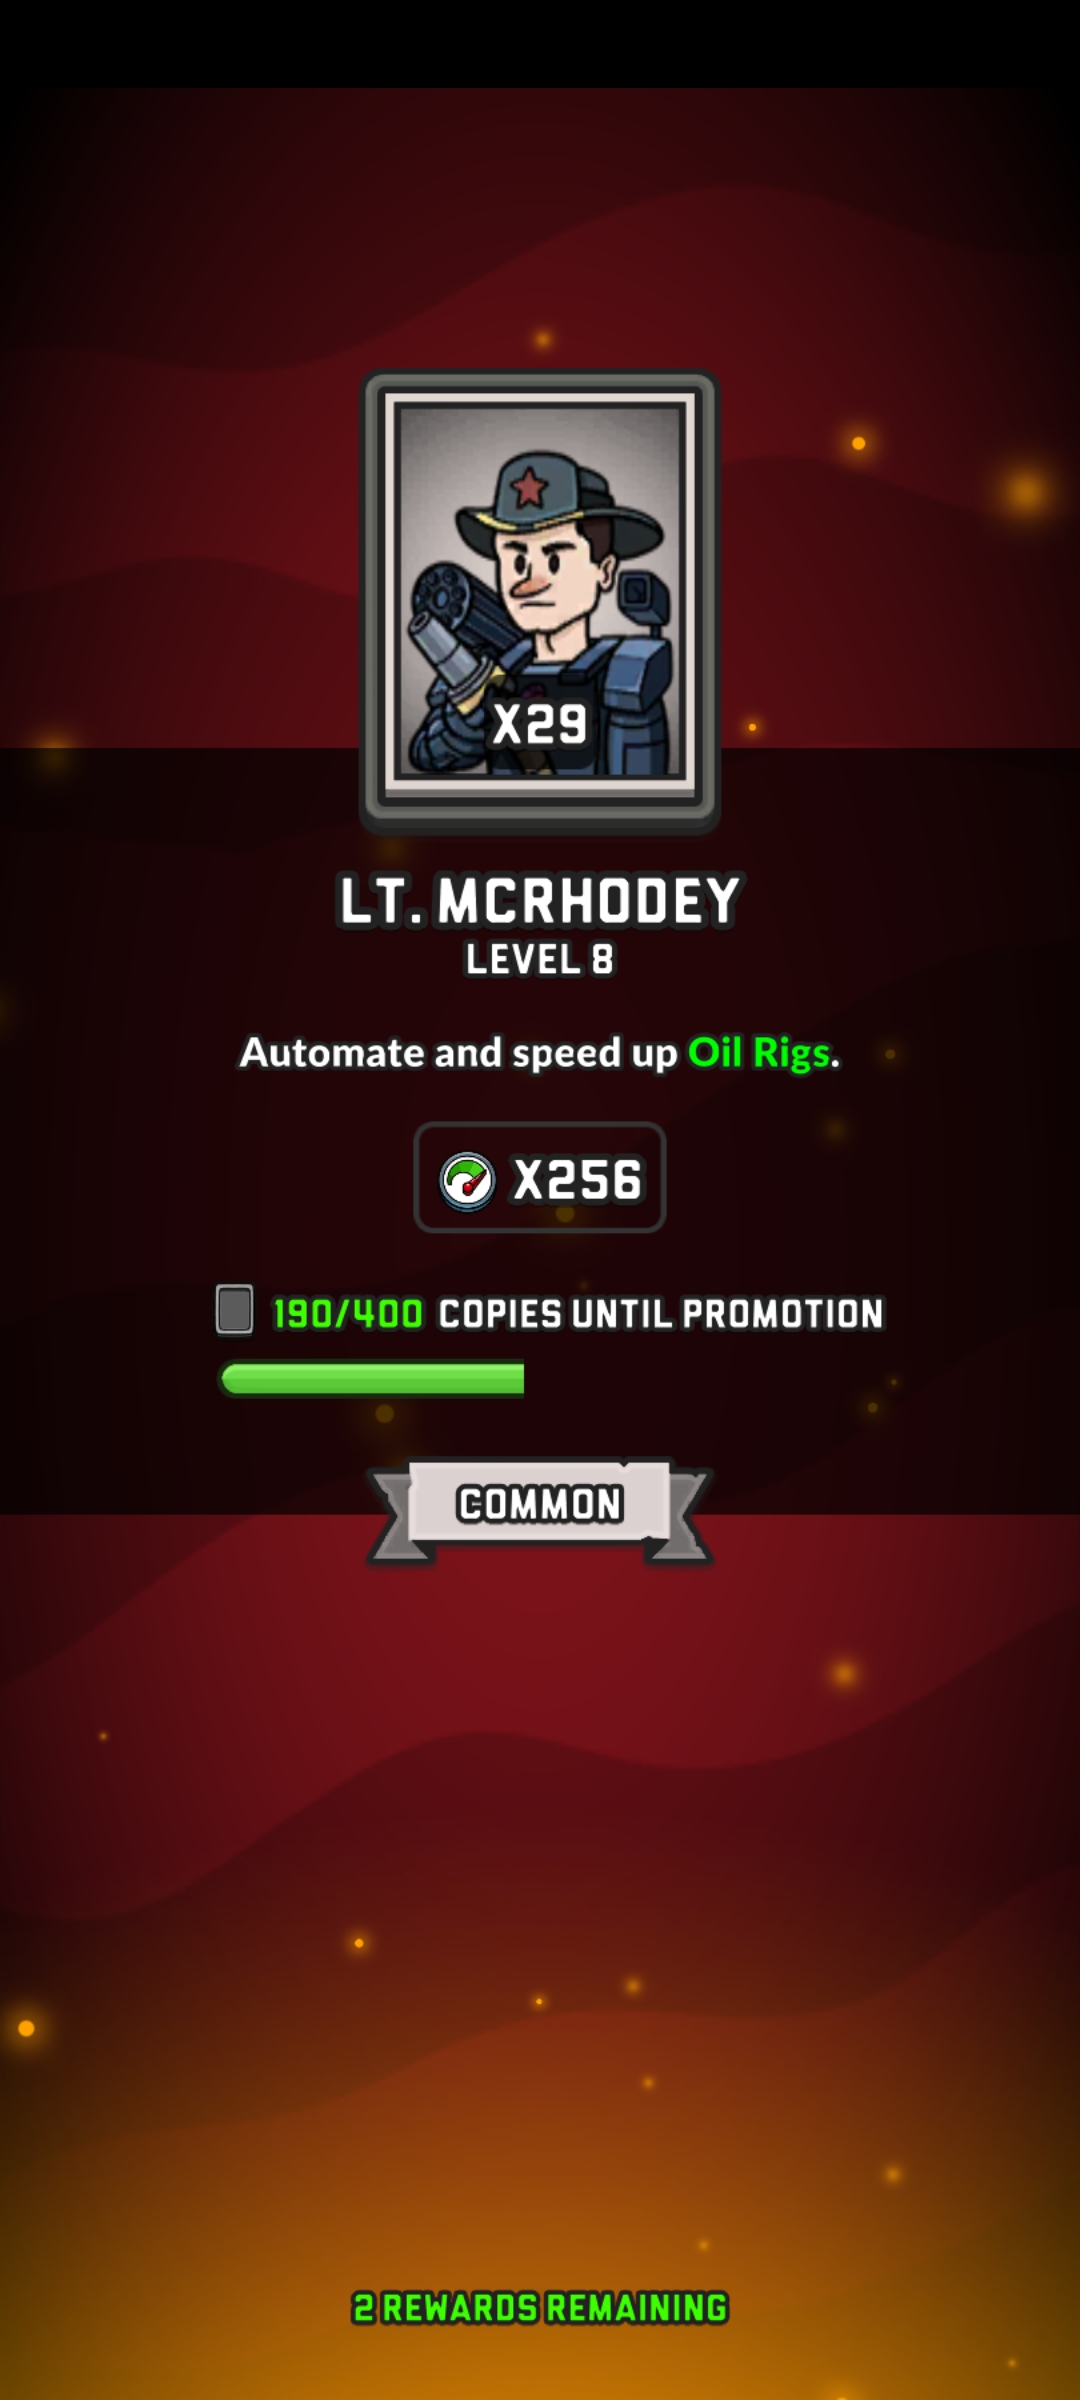 X29
LT. MCRHODEY
LEVEL 8
Automate and speed up Oil Rigs.
X256
190/400 COPIES UNTIL PROMOTION
COMMON
2 REWARDS REMAINING